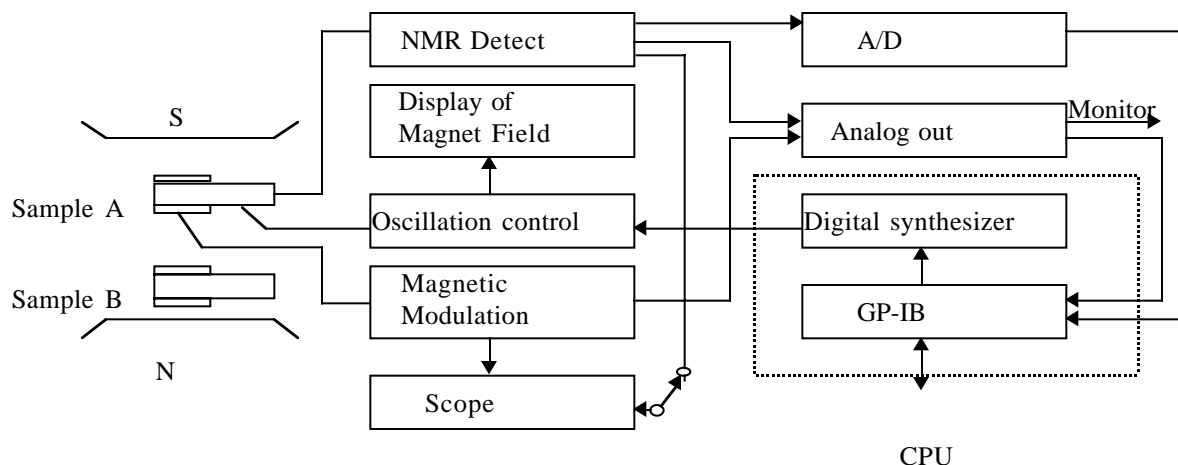 NMR Detect
A/D
Display of
Magnet Field
S
Analog out
Monitor
Sample A
Oscillation control
Digital synthesizer
Sample B
Magnetic
Modulation
GP-IB
N
Scope
CPU